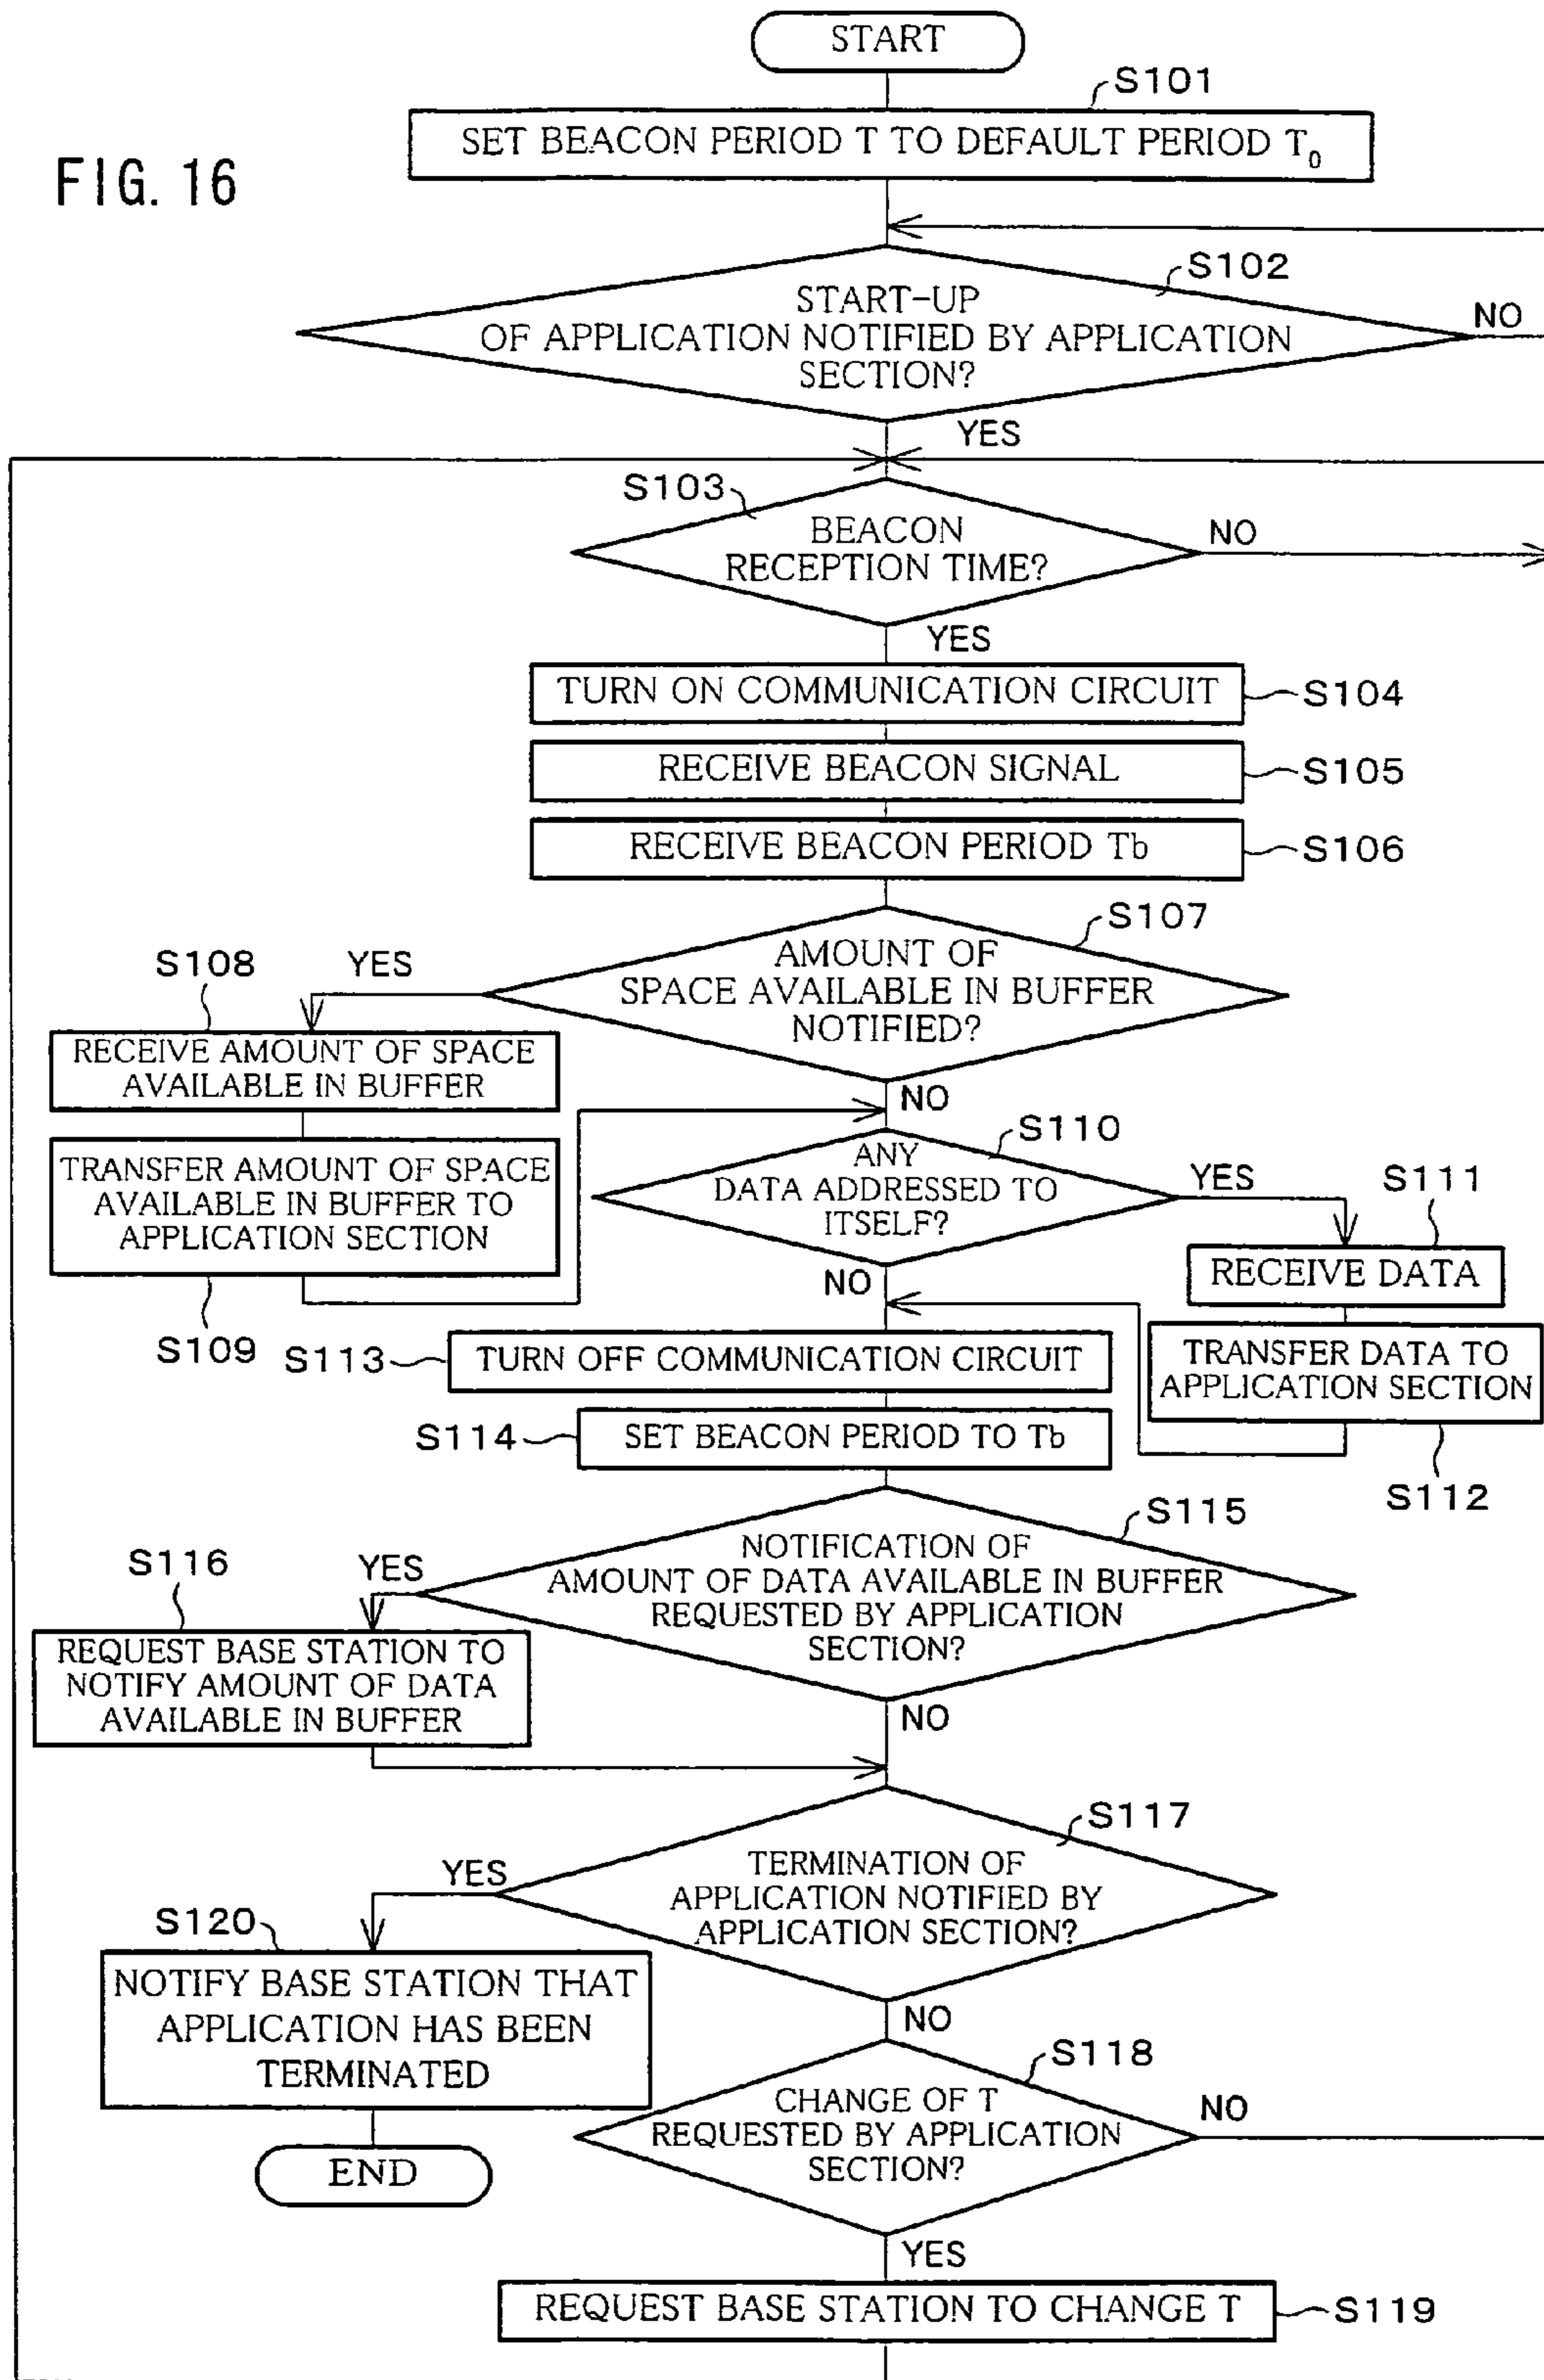 START
S101
SET BEACON PERIOD T TO DEFAULT PERIOD T₀
FIG. 16
S102
START-UP
OF APPLICATION NOTIFIED BY APPLICATION
SECTION?
NO
YES
S103
BEACON
RECEPTION TIME?
NO
YES
TURN ON COMMUNICATION CIRCUIT
S104
RECEIVE BEACON SIGNAL
S105
RECEIVE BEACON PERIOD Tb
S106
S107
AMOUNT OF
SPACE AVAILABLE IN BUFFER
NOTIFIED?
YES
S108
RECEIVE AMOUNT OF SPACE
AVAILABLE IN BUFFER
NO
TRANSFER AMOUNT OF SPACE
AVAILABLE IN BUFFER TO
APPLICATION SECTION
S109
S110
ANY
DATA ADDRESSED TO
ITSELF?
YES
S111
RECEIVE DATA
NO
TRANSFER DATA TO
APPLICATION SECTION
S112
S113
TURN OFF COMMUNICATION CIRCUIT
S114
SET BEACON PERIOD TO Tb
S115
NOTIFICATION OF
AMOUNT OF DATA AVAILABLE IN BUFFER
REQUESTED BY APPLICATION
SECTION?
YES
S116
REQUEST BASE STATION TO
NOTIFY AMOUNT OF DATA
AVAILABLE IN BUFFER
NO
S117
TERMINATION OF
APPLICATION NOTIFIED BY
APPLICATION SECTION?
YES
S120
NOTIFY BASE STATION THAT
APPLICATION HAS BEEN
TERMINATED
END
NO
S118
CHANGE OF T
REQUESTED BY APPLICATION
SECTION?
NO
YES
REQUEST BASE STATION TO CHANGE T
S119